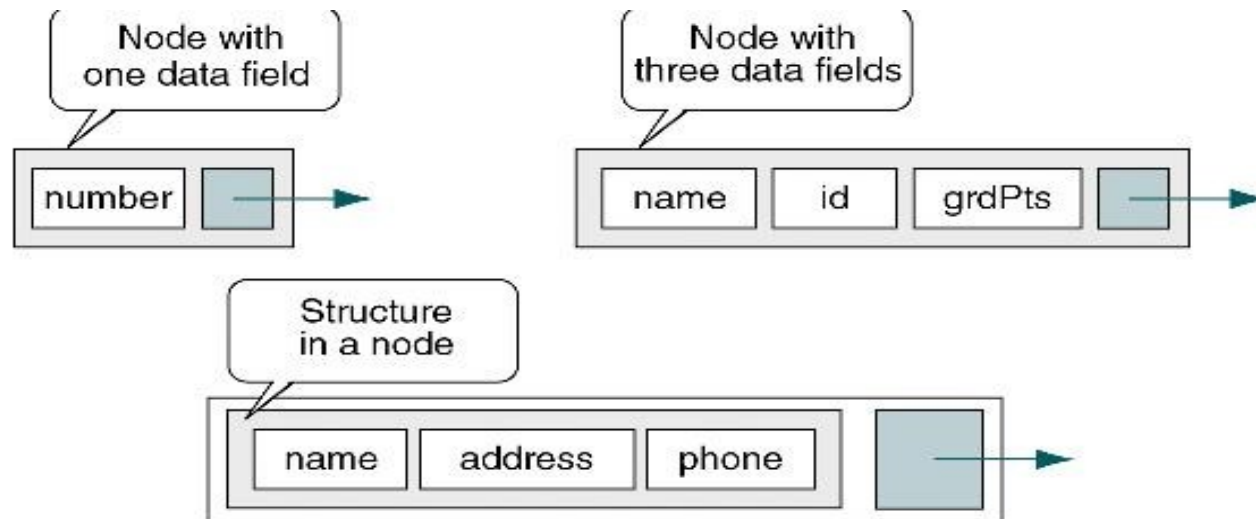 Node with
one data field
number
Node with
three data fields
name id grdPts
Structure
in a node
name address phone